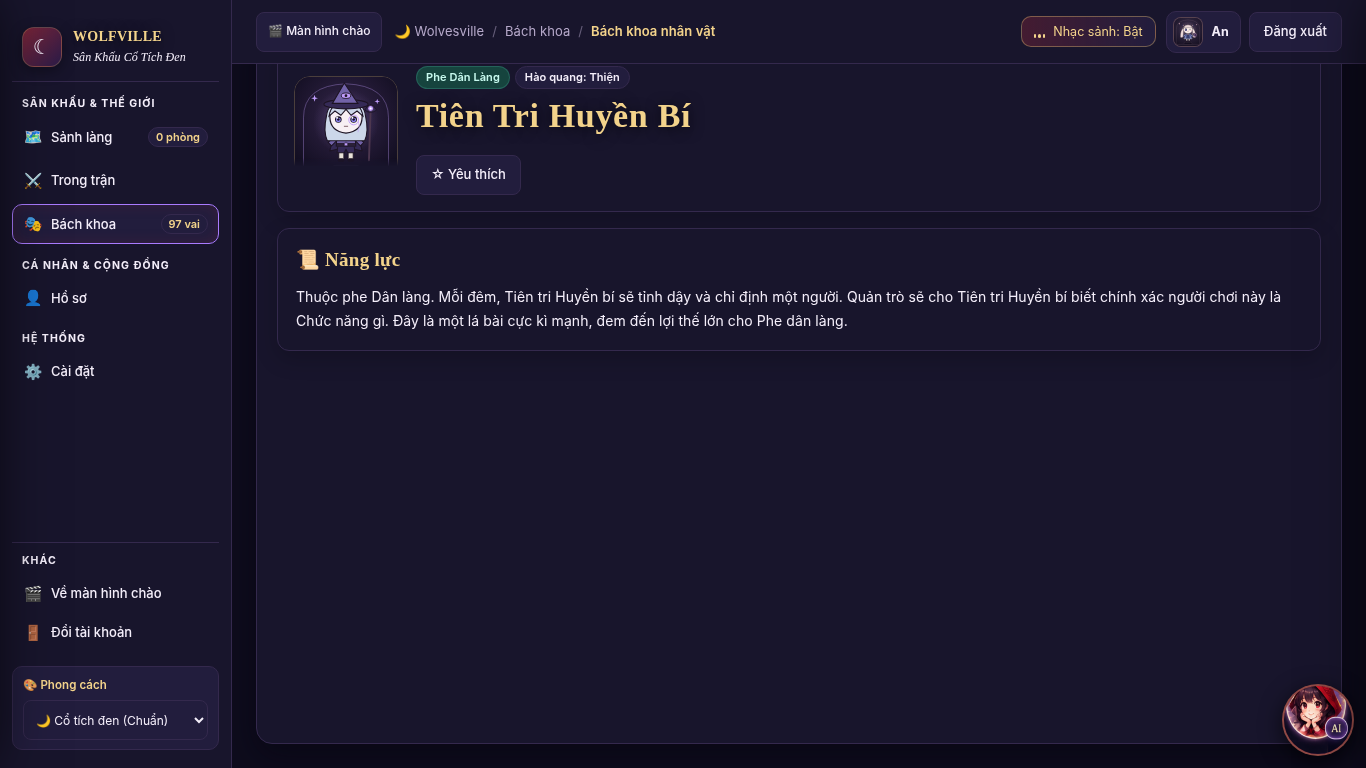 WOLFVILLE
Sân Khấu Cổ Tích Đen
SÂN KHẤU & THẾ GIỚI
🗺️ Sảnh làng 0 phòng
⚔️ Trong trận
🎭 Bách khoa 97 vai
CÁ NHÂN & CỘNG ĐỒNG
👤 Hồ sơ
HỆ THỐNG
⚙️ Cài đặt
KHÁC
🎬 Về màn hình chào
🚪 Đổi tài khoản
🎨 Phong cách
🌙 Cổ tích đen (Chuẩn)
🎬 Màn hình chào
🌙 Wolvesville / Bách khoa / Bách khoa nhân vật
Nhạc sảnh: Bật
An
Đăng xuất
Phe Dân Làng
Hào quang: Thiện
Tiên Tri Huyền Bí
☆ Yêu thích
📜 Năng lực
Thuộc phe Dân làng. Mỗi đêm, Tiên tri Huyền bí sẽ tỉnh dậy và chỉ định một người. Quản trò sẽ cho Tiên tri Huyền bí biết chính xác người chơi này là
Chức năng gì. Đây là một lá bài cực kì mạnh, đem đến lợi thế lớn cho Phe dân làng.
AI